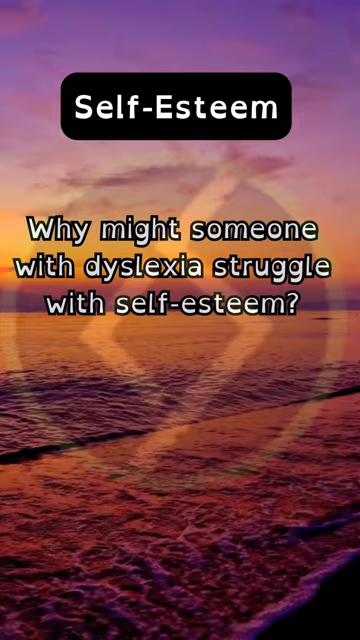 Self-Esteem
Why might someone
with dyslexia struggle
with self-esteem?